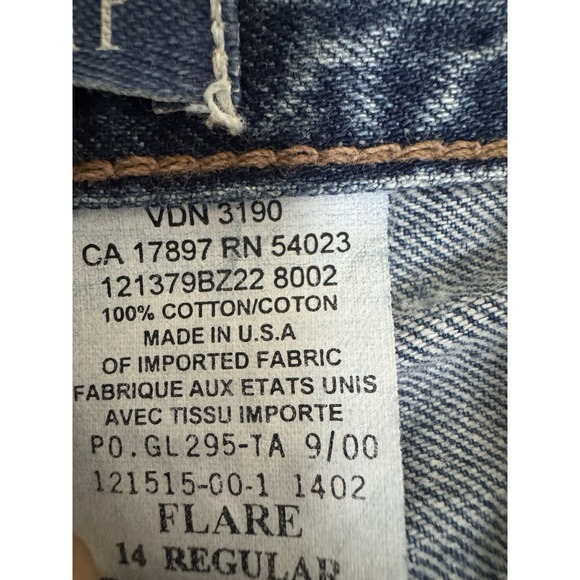 VDN 3190
CA 17897 RN 54023
121379BZ22 8002
100% COTTON/COTON
MADE IN U.S.A
OF IMPORTED FABRIC
FABRIQUE AUX ETATS UNIS
AVEC TISSU IMPORTE
PO.GL295-TA 9/00
121515-00-1 1402
FLARE
14 REGULAR